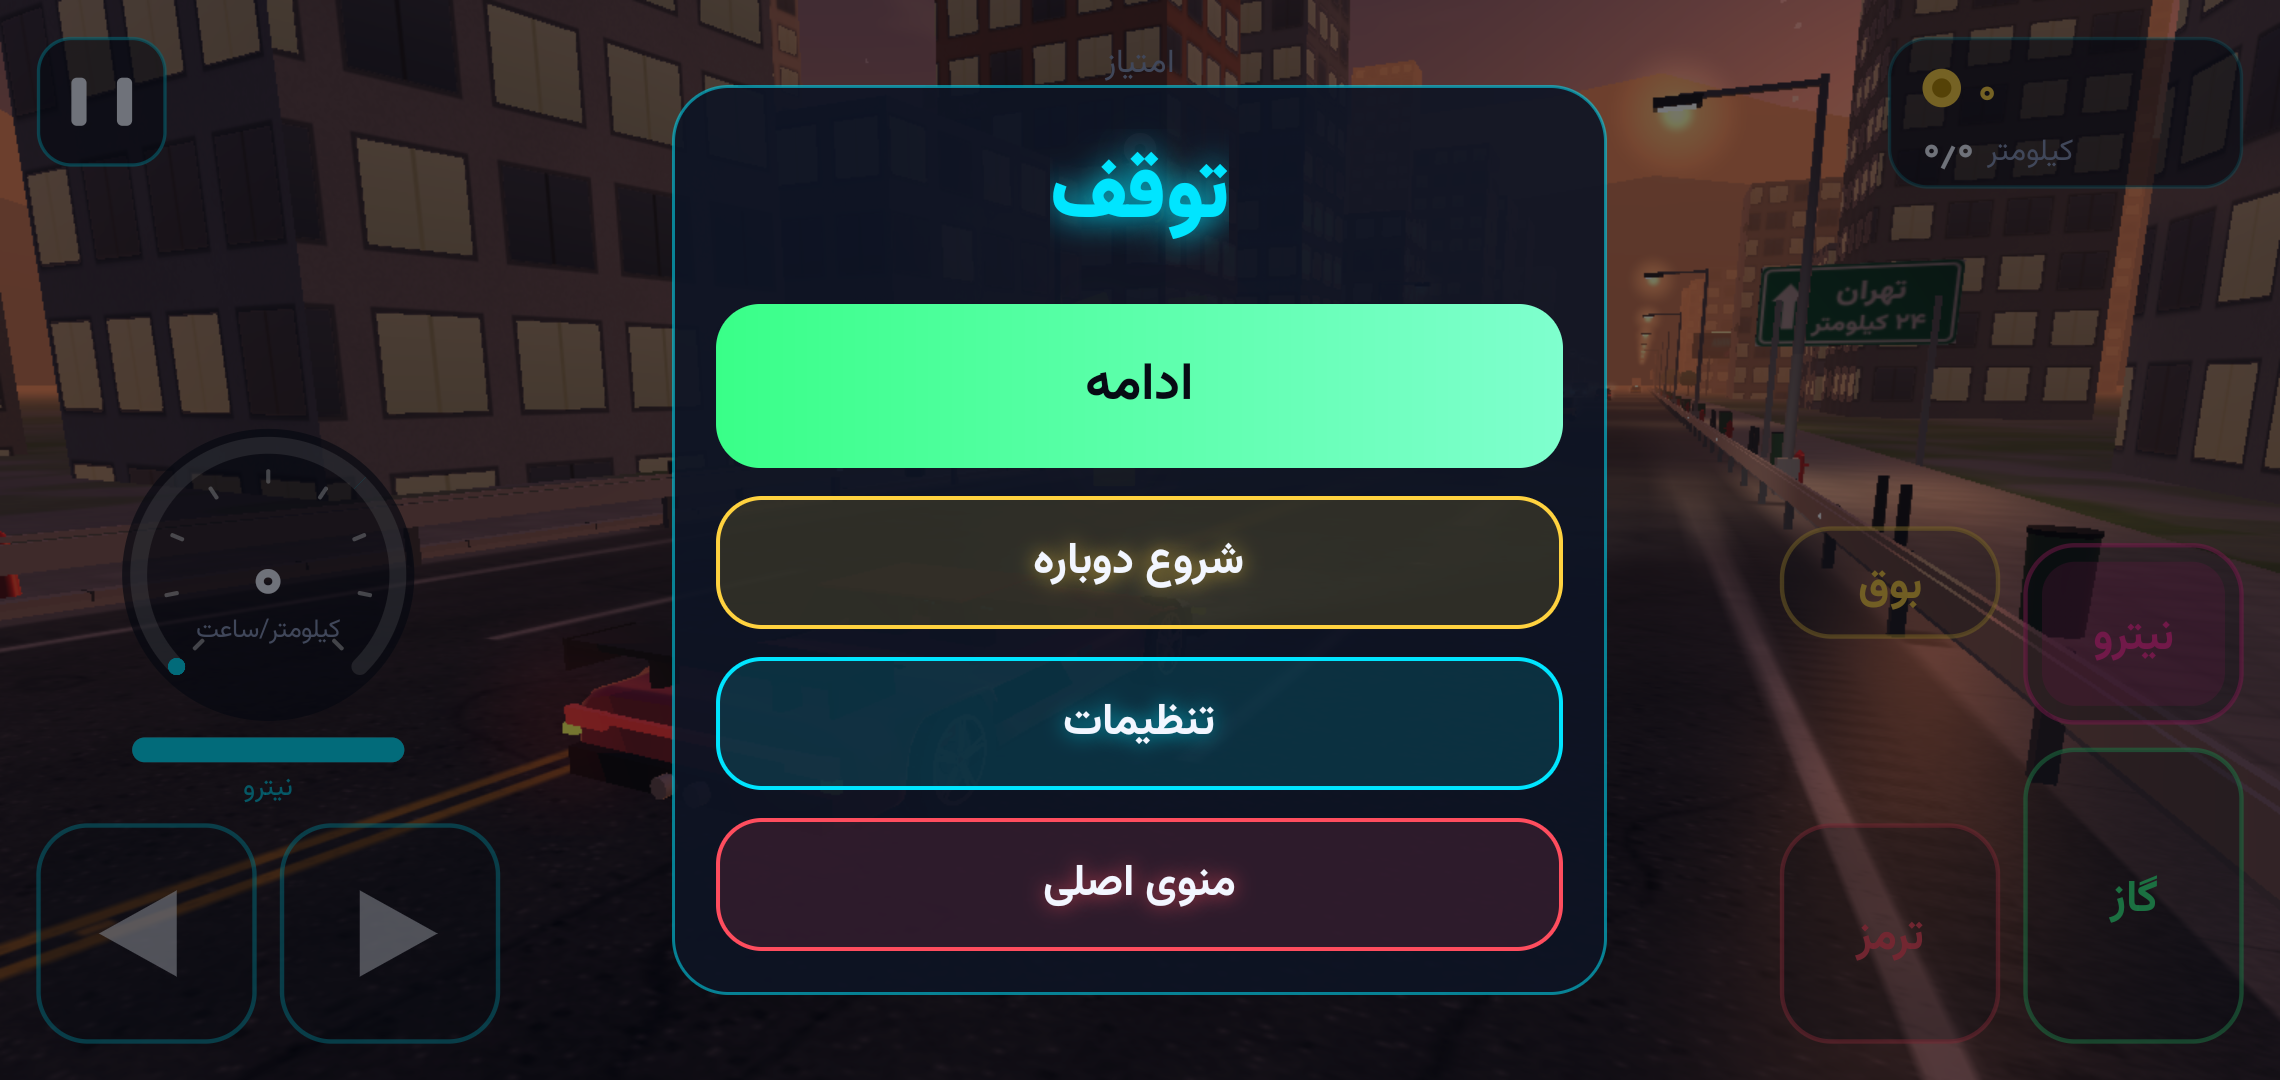 امتیاز
۰
۰٫۰ کیلومتر
توقف
ادامه
شروع دوباره
تنظیمات
منوی اصلی
تهران
۲۴ کیلومتر
۰
کیلومتر/ساعت
نیترو
بوق
نیترو
ترمز
گاز